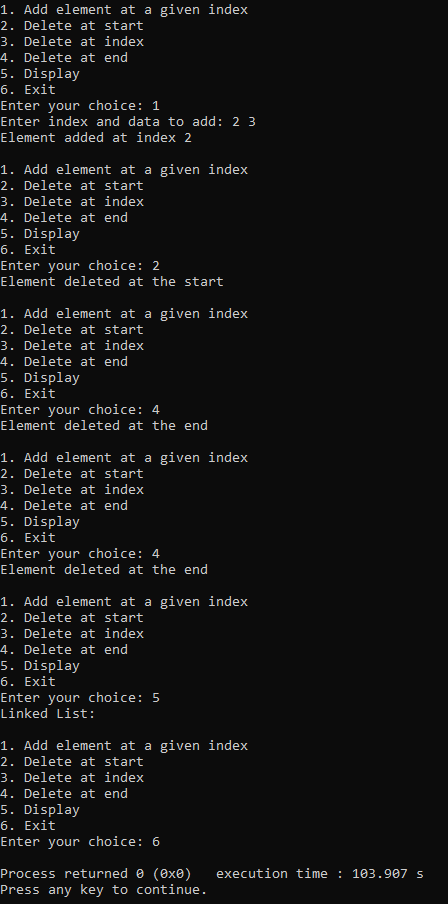 1. Add element at a given index
2. Delete at start
3. Delete at index
4. Delete at end
5. Display
6. Exit
Enter your choice: 1
Enter index and data to add: 2 3
Element added at index 2

1. Add element at a given index
2. Delete at start
3. Delete at index
4. Delete at end
5. Display
6. Exit
Enter your choice: 2
Element deleted at the start

1. Add element at a given index
2. Delete at start
3. Delete at index
4. Delete at end
5. Display
6. Exit
Enter your choice: 4
Element deleted at the end

1. Add element at a given index
2. Delete at start
3. Delete at index
4. Delete at end
5. Display
6. Exit
Enter your choice: 4
Element deleted at the end

1. Add element at a given index
2. Delete at start
3. Delete at index
4. Delete at end
5. Display
6. Exit
Enter your choice: 5
Linked List:

1. Add element at a given index
2. Delete at start
3. Delete at index
4. Delete at end
5. Display
6. Exit
Enter your choice: 6

Process returned 0 (0x0)   execution time : 103.907 s
Press any key to continue.